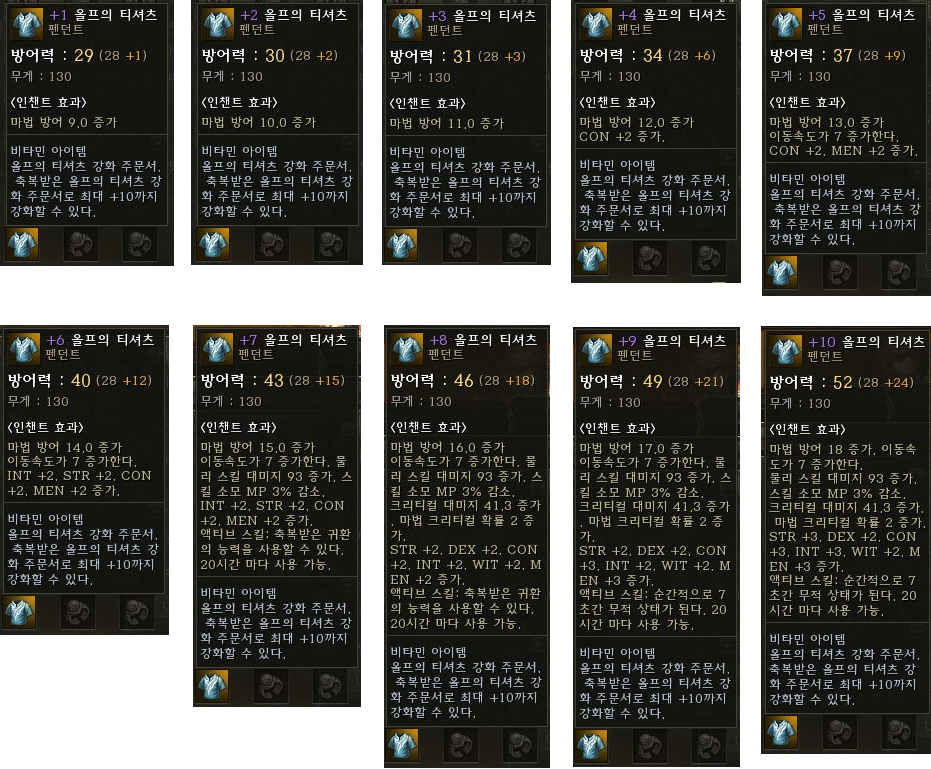 +1 올프의 티셔츠
펜던트
방어력 : 29 (28 +1)
무게 : 130
<인챈트 효과>
마법 방어 9.0 증가
비타민 아이템
올프의 티셔츠 강화 주문서,
축복받은 올프의 티셔츠 강
화 주문서로 최대 +10까지
강화할 수 있다.
+2 올프의 티셔츠
펜던트
방어력 : 30 (28 +2)
무게 : 130
<인챈트 효과>
마법 방어 10.0 증가
비타민 아이템
올프의 티셔츠 강화 주문서,
축복받은 올프의 티셔츠 강
화 주문서로 최대 +10까지
강화할 수 있다.
+3 올프의 티셔츠
펜던트
방어력 : 31 (28 +3)
무게 : 130
<인챈트 효과>
마법 방어 11.0 증가
비타민 아이템
올프의 티셔츠 강화 주문서,
축복받은 올프의 티셔츠 강
화 주문서로 최대 +10까지
강화할 수 있다.
+4 올프의 티셔츠
펜던트
방어력 : 34 (28 +6)
무게 : 130
<인챈트 효과>
마법 방어 12.0 증가
CON +2 증가.
비타민 아이템
올프의 티셔츠 강화 주문서,
축복받은 올프의 티셔츠 강
화 주문서로 최대 +10까지
강화할 수 있다.
+5 올프의 티셔츠
펜던트
방어력 : 37 (28 +9)
무게 : 130
<인챈트 효과>
마법 방어 13.0 증가
이동속도가 7 증가한다.
CON +2, MEN +2 증가.
비타민 아이템
올프의 티셔츠 강화 주문서,
축복받은 올프의 티셔츠 강
화 주문서로 최대 +10까지
강화할 수 있다.
+6 올프의 티셔츠
펜던트
방어력 : 40 (28 +12)
무게 : 130
<인챈트 효과>
마법 방어 14.0 증가
이동속도가 7 증가한다.
INT +2, STR +2, CON
+2, MEN +2 증가.
비타민 아이템
올프의 티셔츠 강화 주문서,
축복받은 올프의 티셔츠 강
화 주문서로 최대 +10까지
강화할 수 있다.
+7 올프의 티셔츠
펜던트
방어력 : 43 (28 +15)
무게 : 130
<인챈트 효과>
마법 방어 15.0 증가
이동속도가 7 증가한다. 물
리 스킬 대미지 93 증가. 스
킬 소모 MP 3% 감소.
INT +2, STR +2, CON
+2, MEN +2 증가.
액티브 스킬: 축복받은 귀환
의 능력을 사용할 수 있다.
20시간 마다 사용 가능.
비타민 아이템
올프의 티셔츠 강화 주문서,
축복받은 올프의 티셔츠 강
화 주문서로 최대 +10까지
강화할 수 있다.
+8 올프의 티셔츠
펜던트
방어력 : 46 (28 +18)
무게 : 130
<인챈트 효과>
마법 방어 16.0 증가
이동속도가 7 증가한다. 물
리 스킬 대미지 93 증가. 스
킬 소모 MP 3% 감소.
크리티컬 대미지 41.3 증가
, 마법 크리티컬 확률 2 증
가.
STR +2, DEX +2, CON
+2, INT +2, WIT +2, M
EN +2 증가.
액티브 스킬: 축복받은 귀환
의 능력을 사용할 수 있다.
20시간 마다 사용 가능.
비타민 아이템
올프의 티셔츠 강화 주문서,
축복받은 올프의 티셔츠 강
화 주문서로 최대 +10까지
강화할 수 있다.
+9 올프의 티셔츠
펜던트
방어력 : 49 (28 +21)
무게 : 130
<인챈트 효과>
마법 방어 17.0 증가
이동속도가 7 증가한다. 물
리 스킬 대미지 93 증가. 스
킬 소모 MP 3% 감소.
크리티컬 대미지 41.3 증가
, 마법 크리티컬 확률 2 증
가.
STR +2, DEX +2, CON
+3, INT +2, WIT +2, M
EN +3 증가.
액티브 스킬: 순간적으로 7
초간 무적 상태가 된다. 20
시간 마다 사용 가능.
비타민 아이템
올프의 티셔츠 강화 주문서,
축복받은 올프의 티셔츠 강
화 주문서로 최대 +10까지
강화할 수 있다.
+10 올프의 티셔츠
펜던트
방어력 : 52 (28 +24)
무게 : 130
<인챈트 효과>
마법 방어 18 증가. 이동속
도가 7 증가한다.
물리 스킬 대미지 93 증가.
스킬 소모 MP 3% 감소.
크리티컬 대미지 41.3 증가,
마법 크리티컬 확률 2 증가.
STR +3, DEX +2, CON
+3, INT +3, WIT +2, M
EN +3 증가.
액티브 스킬: 순간적으로 7
초간 무적 상태가 된다. 20
시간 마다 사용 가능.
비타민 아이템
올프의 티셔츠 강화 주문서,
축복받은 올프의 티셔츠 강
화 주문서로 최대 +10까지
강화할 수 있다.